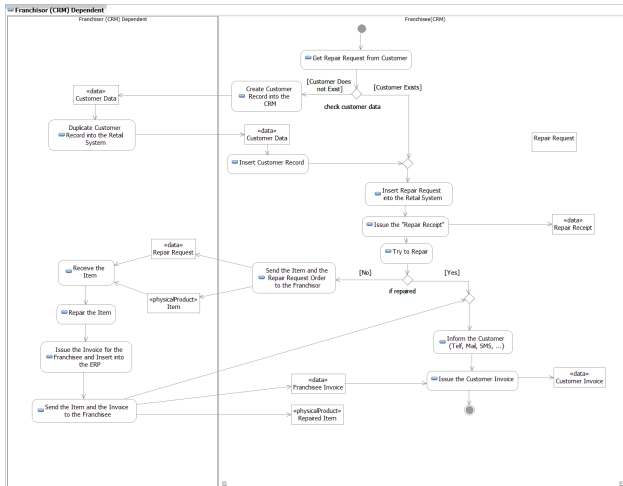 Franchisor (CRM) Dependent
Franchisor (CRM) Dependent
Franchisee(CRM)
Get Repair Request from Customer
[Customer Does
not Exist]
[Customer Exists]
check customer data
Create Customer
Record into the
CRM
«data»
Customer Data
Duplicate Customer
Record into the Retail
System
«data»
Customer Data
Insert Customer Record
Repair Request
Insert Repair Request
into the Retail System
Issue the "Repair Receipt"
«data»
Repair Receipt
Try to Repair
[No]
[Yes]
if repaired
Send the Item and the
Repair Request Order
to the Franchisor
«data»
Repair Request
«physicalProduct»
Item
Receive the
Item
Repair the Item
Issue the Invoice for the
Franchisee and Insert into
the ERP
Send the Item and the Invoice
to the Franchisee
«data»
Franchisee Invoice
«physicalProduct»
Repaired Item
Inform the Customer
(Telf, Mail, SMS, ...)
Issue the Customer Invoice
«data»
Customer Invoice